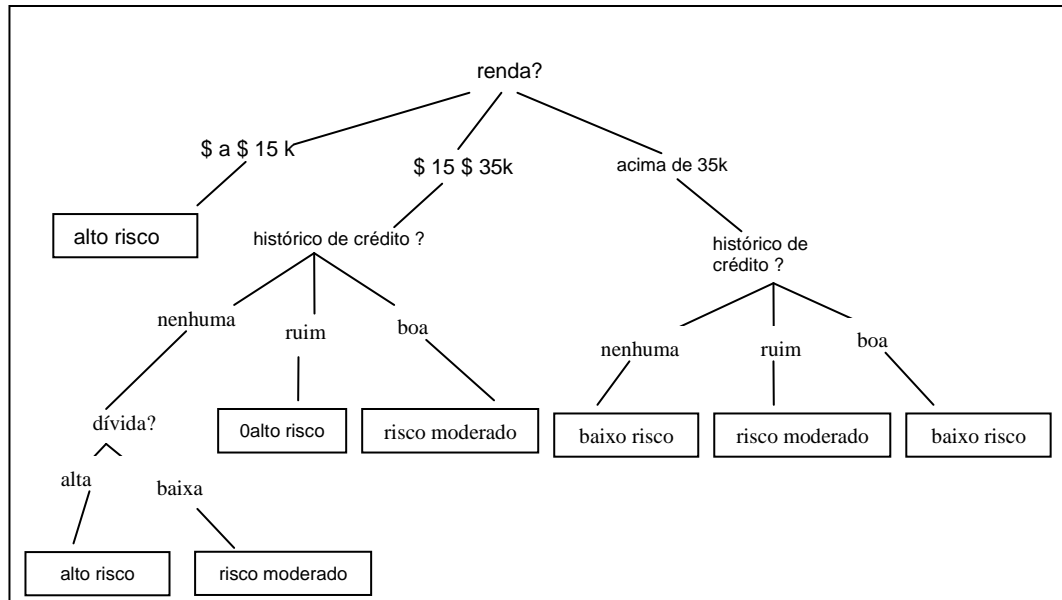 renda?
$ a $ 15 k
$ 15 $ 35k
acima de 35k
alto risco
histórico de crédito ?
histórico de
crédito ?
nenhuma
ruim
boa
nenhuma
ruim
boa
dívida?
0alto risco
risco moderado
baixo risco
risco moderado
baixo risco
alta
baixa
alto risco
risco moderado